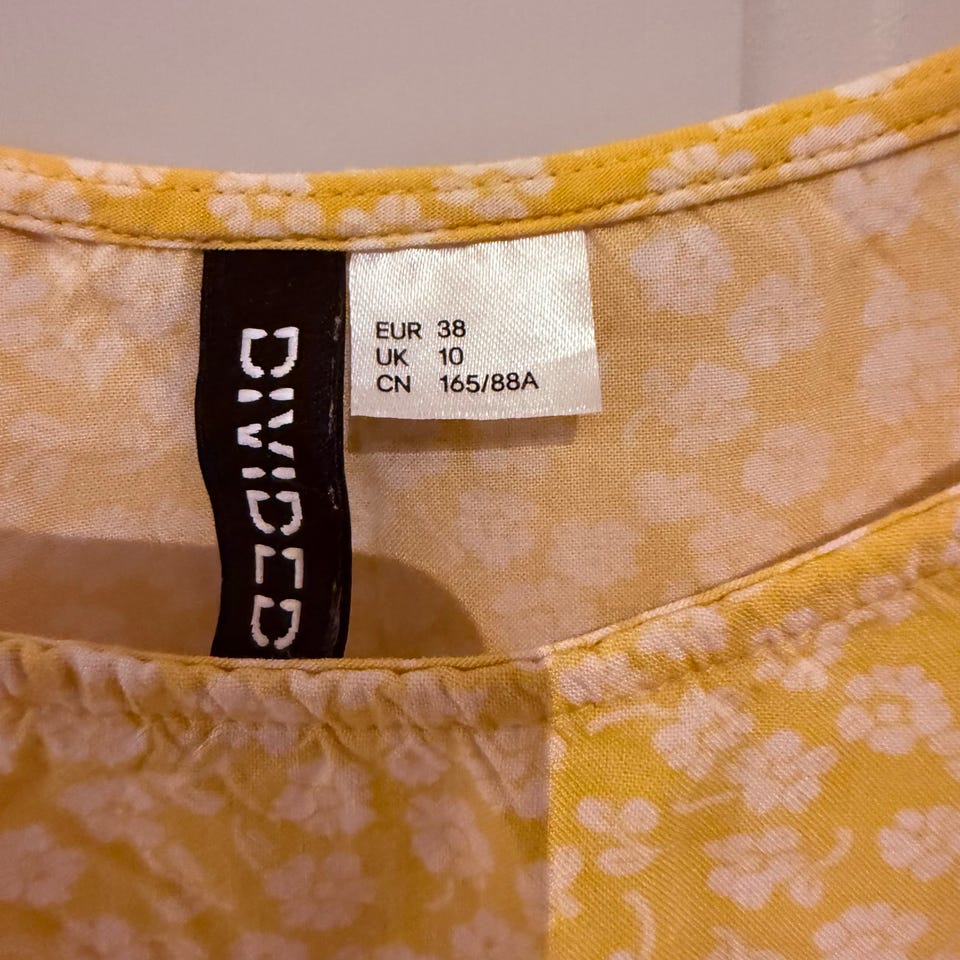 DIVIDED
EUR 38
UK 10
CN 165/88A